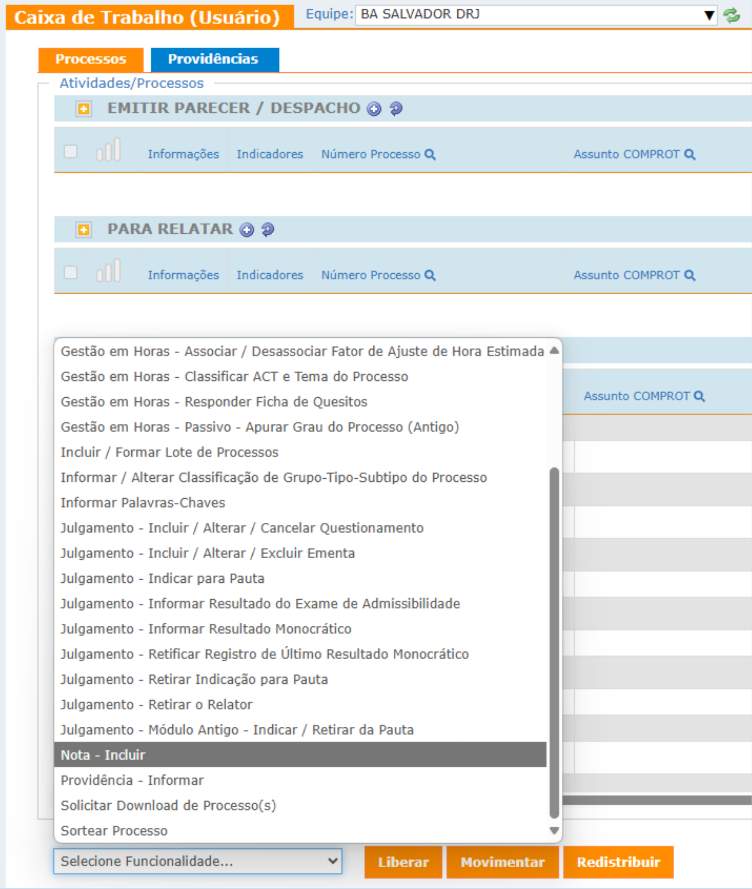 Caixa de Trabalho (Usuário) Equipe: BA SALVADOR DRJ
Processos Providências
Atividades/Processos
EMITIR PARECER / DESPACHO
Informações Indicadores Número Processo Assunto COMPROT
PARA RELATAR
Informações Indicadores Número Processo Assunto COMPROT
Gestão em Horas - Associar / Desassociar Fator de Ajuste de Hora Estimada
Gestão em Horas - Classificar ACT e Tema do Processo
Assunto COMPROT
Gestão em Horas - Responder Ficha de Quesitos
Gestão em Horas - Passivo - Apurar Grau do Processo (Antigo)
Incluir / Formar Lote de Processos
Informar / Alterar Classificação de Grupo-Tipo-Subtipo do Processo
Informar Palavras-Chaves
Julgamento - Incluir / Alterar / Cancelar Questionamento
Julgamento - Incluir / Alterar / Excluir Ementa
Julgamento - Indicar para Pauta
Julgamento - Informar Resultado do Exame de Admissibilidade
Julgamento - Informar Resultado Monocrático
Julgamento - Retificar Registro de Último Resultado Monocrático
Julgamento - Retirar Indicação para Pauta
Julgamento - Retirar o Relator
Julgamento - Módulo Antigo - Indicar / Retirar da Pauta
Nota - Incluir
Providência - Informar
Solicitar Download de Processo(s)
Sortear Processo
Selecione Funcionalidade... Liberar Movimentar Redistribuir